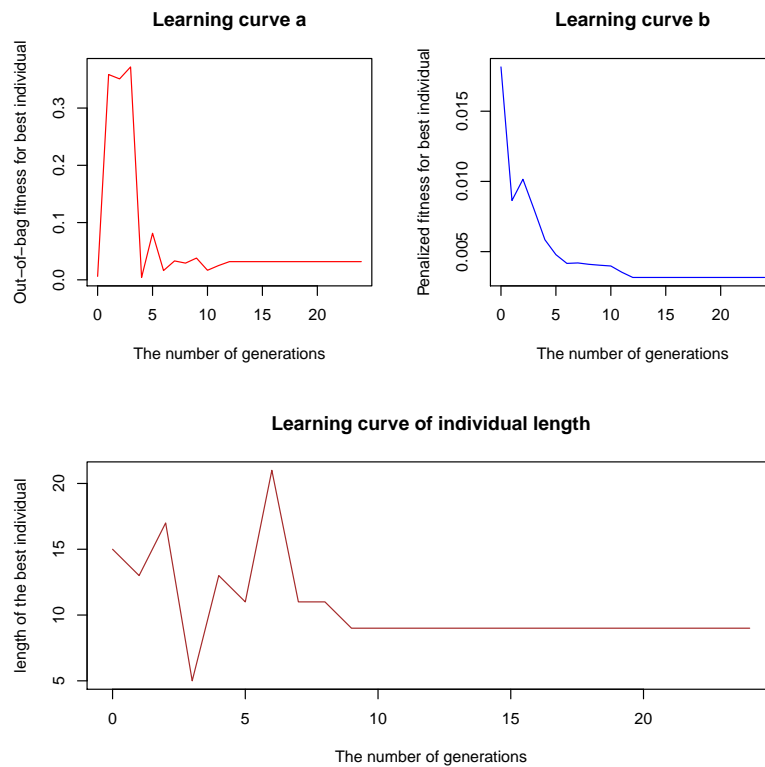 Learning curve a
Out−of−bag fitness for best individual
0.0
0.1
0.2
0.3
0
5
10
15
20
The number of generations
Learning curve b
Penalized fitness for best individual
0.005
0.010
0.015
0
5
10
15
20
The number of generations
Learning curve of individual length
length of the best individual
5
10
15
20
0
5
10
15
20
The number of generations